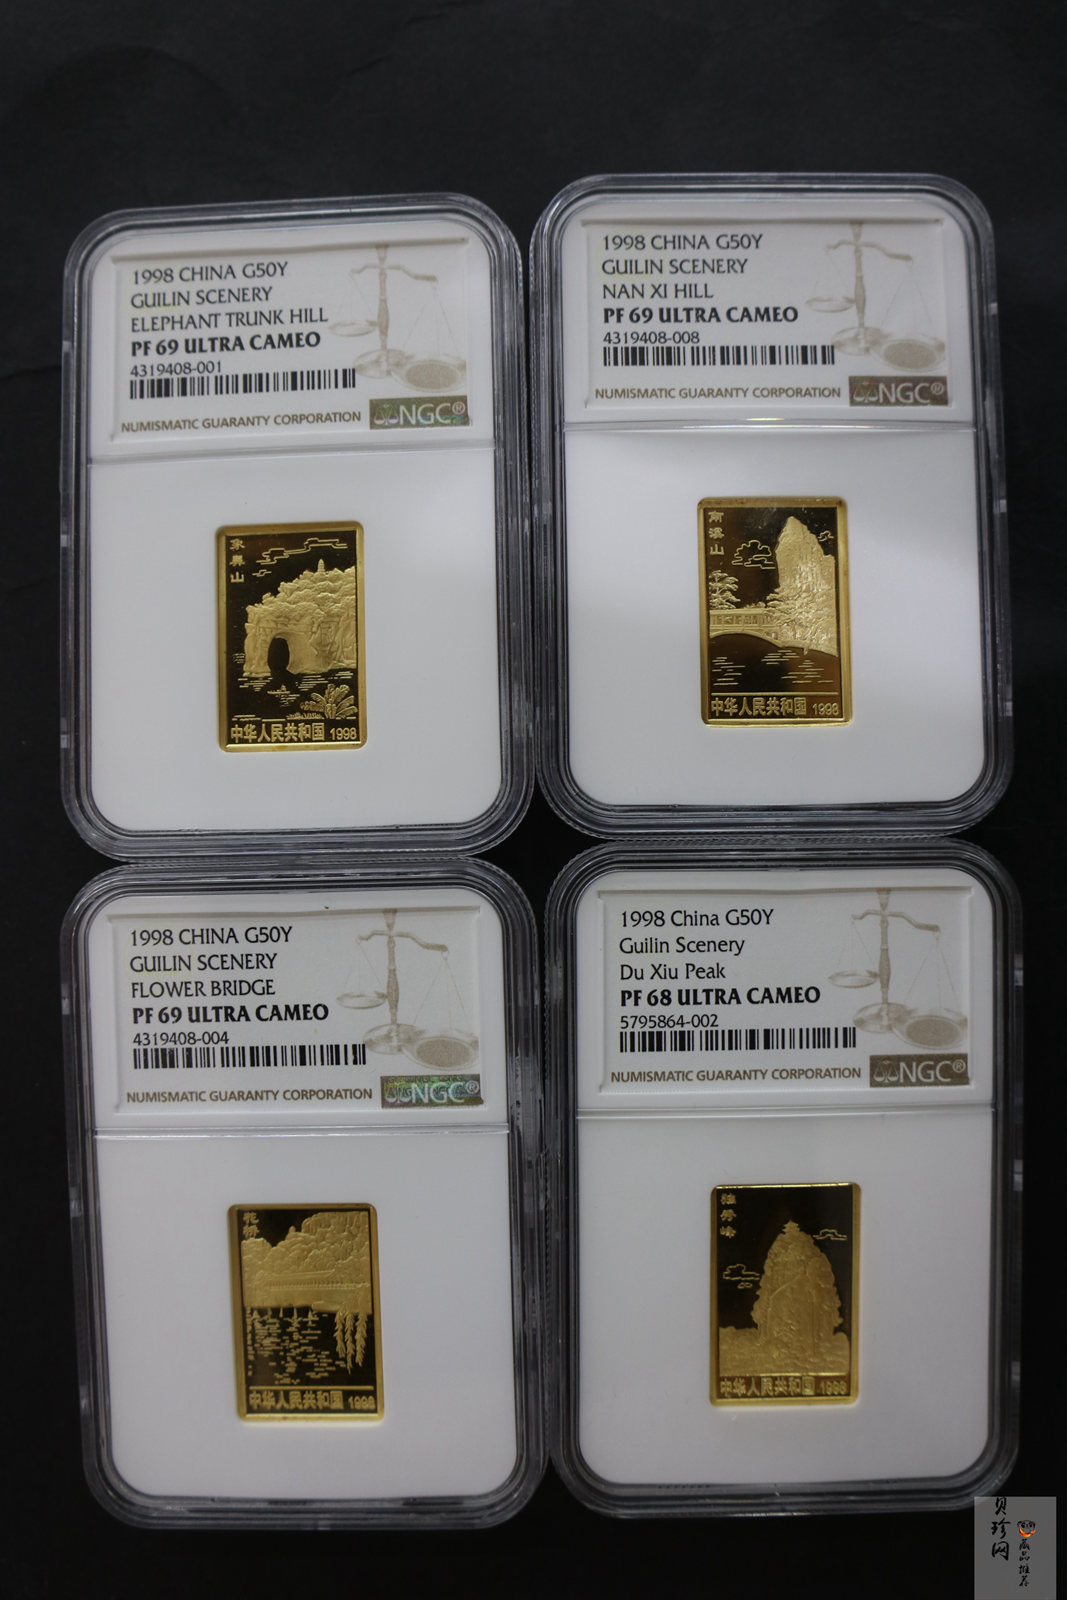 1998 CHINA G50Y
GUILIN SCENERY
ELEPHANT TRUNK HILL
PF 69 ULTRA CAMEO
4319408-001
NUMISMATIC GUARANTY CORPORATION
NGC®
象鼻山
中华人民共和国 1998
1998 CHINA G50Y
GUILIN SCENERY
NAN XI HILL
PF 69 ULTRA CAMEO
4319408-008
NUMISMATIC GUARANTY CORPORATION
NGC®
南溪山
中华人民共和国 1998
1998 CHINA G50Y
GUILIN SCENERY
FLOWER BRIDGE
PF 69 ULTRA CAMEO
4319408-004
NUMISMATIC GUARANTY CORPORATION
NGC®
花桥
中华人民共和国 1998
1998 China G50Y
Guilin Scenery
Du Xiu Peak
PF 68 ULTRA CAMEO
5795864-002
NUMISMATIC GUARANTY CORPORATION
NGC®
独秀峰
中华人民共和国 1998
贝珍网
藏品推荐